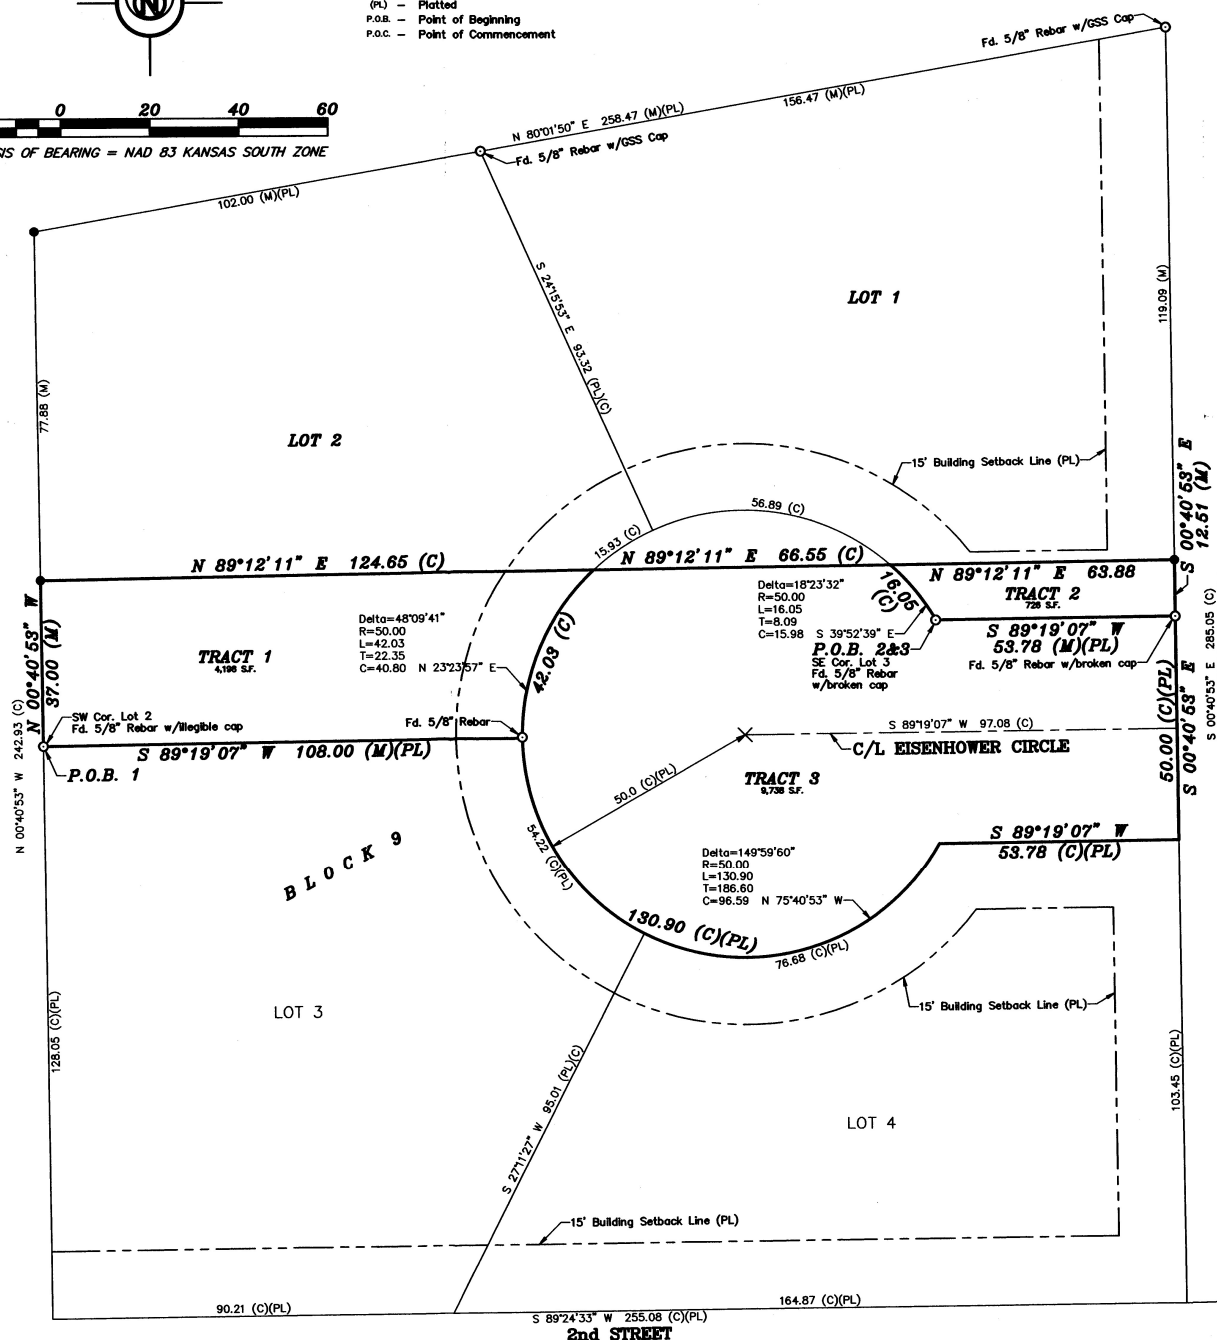 N
(PL) – Platted
P.O.B. – Point of Beginning
P.O.C. – Point of Commencement
0 20 40 60
OF BEARING = NAD 83 KANSAS SOUTH ZONE
Fd. 5/8" Rebar w/GSS Cap
156.47 (M)(PL)
N 80°01'50" E 258.47 (M)(PL)
Fd. 5/8" Rebar w/GSS Cap
102.00 (M)(PL)
S 24°15'53" E 93.32 (PL)(C)
LOT 1
119.09 (M)
77.88 (M)
LOT 2
15' Building Setback Line (PL)
S 00°40'53" E
12.51 (M)
56.89 (C)
15.93 (C)
N 89°12'11" E 124.65 (C)
N 89°12'11" E 66.55 (C)
N 89°12'11" E 63.88
16.05
(C)
TRACT 2
726 S.F.
Delta=18°23'32"
R=50.00
L=16.05
T=8.09
C=15.98 S 39°52'39" E
S 89°19'07" W
53.78 (M)(PL)
P.O.B. 2&3
SE Cor. Lot 3
Fd. 5/8" Rebar
w/broken cap
Fd. 5/8" Rebar w/broken cap
N 00°40'53" W
37.00 (M)
Delta=48°09'41"
R=50.00
L=42.03
T=22.35
C=40.80 N 23°23'57" E
42.03 (C)
TRACT 1
4,198 S.F.
SW Cor. Lot 2
Fd. 5/8" Rebar w/illegible cap
Fd. 5/8" Rebar
S 89°19'07" W 108.00 (M)(PL)
P.O.B. 1
N 00°40'53" W 242.93 (C)
S 89°19'07" W 97.08 (C)
C/L EISENHOWER CIRCLE
50.00 (C)(PL)
S 00°40'53" E
S 00°40'53" E 285.05 (C)
TRACT 3
9,738 S.F.
50.0 (C)(PL)
54.22 (C)(PL)
BLOCK 9
S 89°19'07" W
53.78 (C)(PL)
Delta=149°59'60"
R=50.00
L=130.90
T=186.60
C=96.59 N 75°40'53" W
130.90 (C)(PL)
76.68 (C)(PL)
LOT 3
15' Building Setback Line (PL)
128.05 (C)(PL)
S 27°11'27" W 95.01 (PL)(C)
103.45 (C)(PL)
LOT 4
15' Building Setback Line (PL)
90.21 (C)(PL)
164.87 (C)(PL)
S 89°24'33" W 255.08 (C)(PL)
2nd STREET